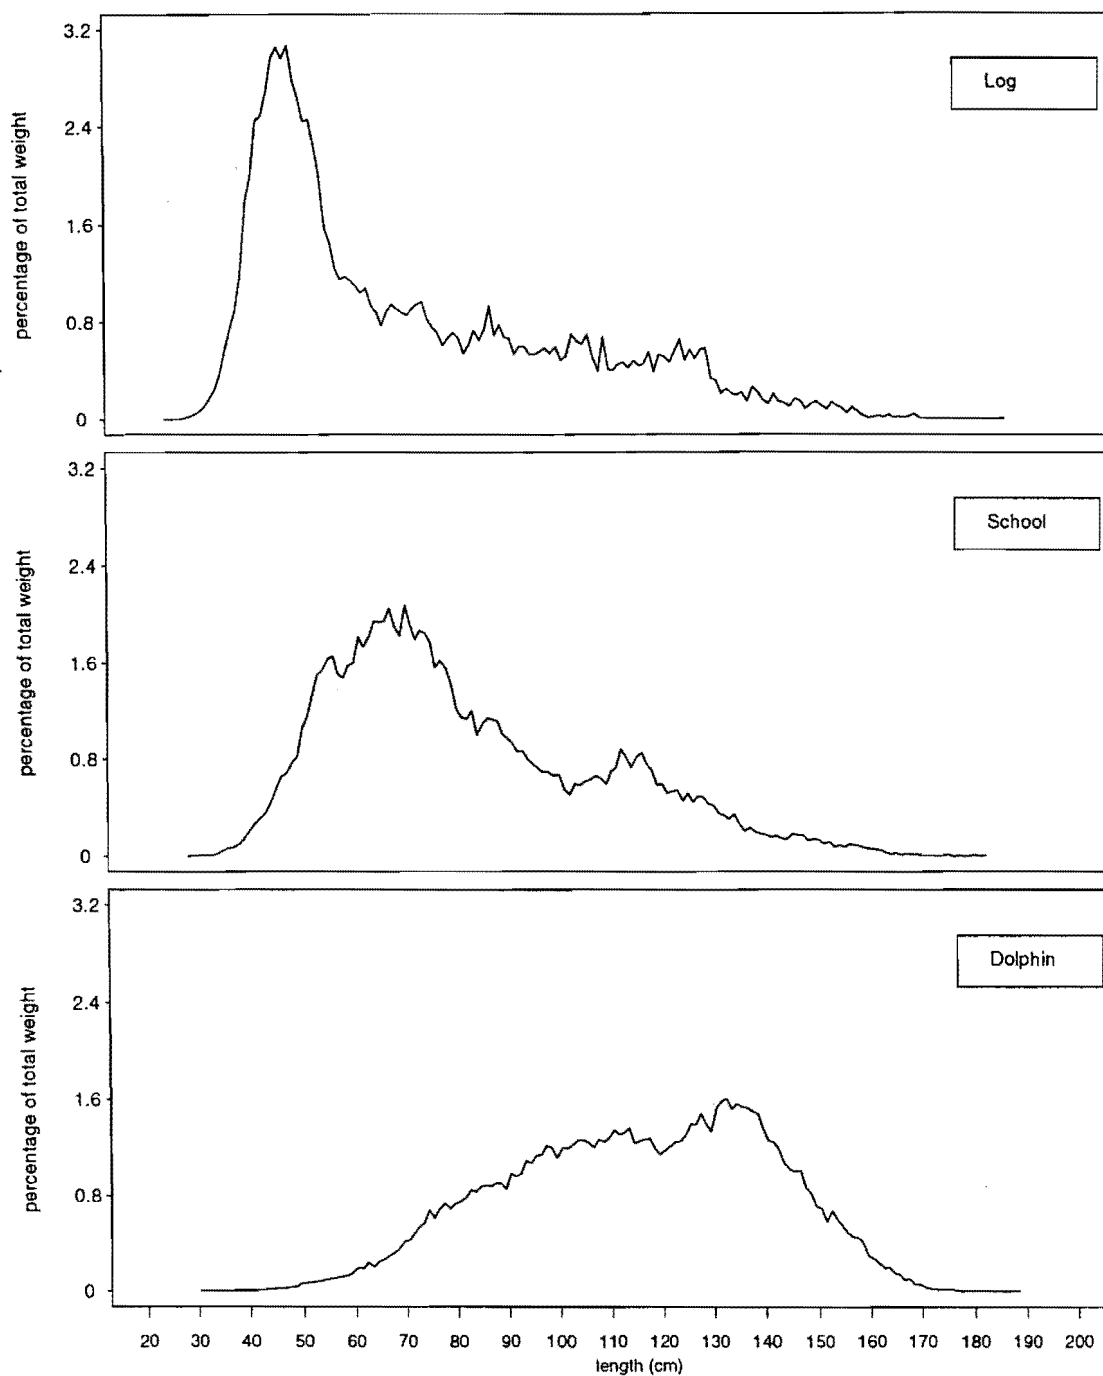 3.2
2.4
1.6
0.8
0
percentage of total weight
Log
3.2
2.4
1.6
0.8
0
percentage of total weight
School
3.2
2.4
1.6
0.8
0
percentage of total weight
Dolphin
20 30 40 50 60 70 80 90 100 110 120 130 140 150 160 170 180 190 200
length (cm)